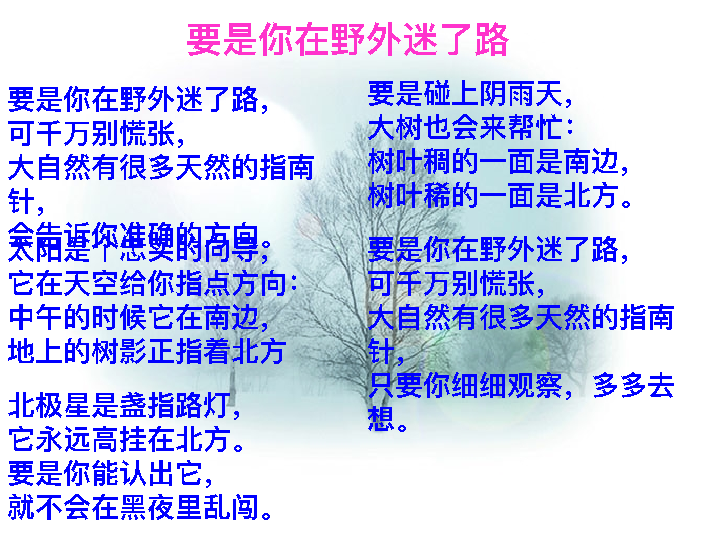 要是你在野外迷了路
要是你在野外迷了路，
可千万别慌张，
大自然有很多天然的指南
针，
会告诉你准确的方向。
太阳是个忠实的向导，
它在天空给你指点方向：
中午的时候它在南边，
地上的树影正指着北方
北极星是盏指路灯，
它永远高挂在北方。
要是你能认出它，
就不会在黑夜里乱闯。
要是碰上阴雨天，
大树也会来帮忙：
树叶稠的一面是南边，
树叶稀的一面是北方。
要是你在野外迷了路，
可千万别慌张，
大自然有很多天然的指南
针，
只要你细细观察，多多去
想。